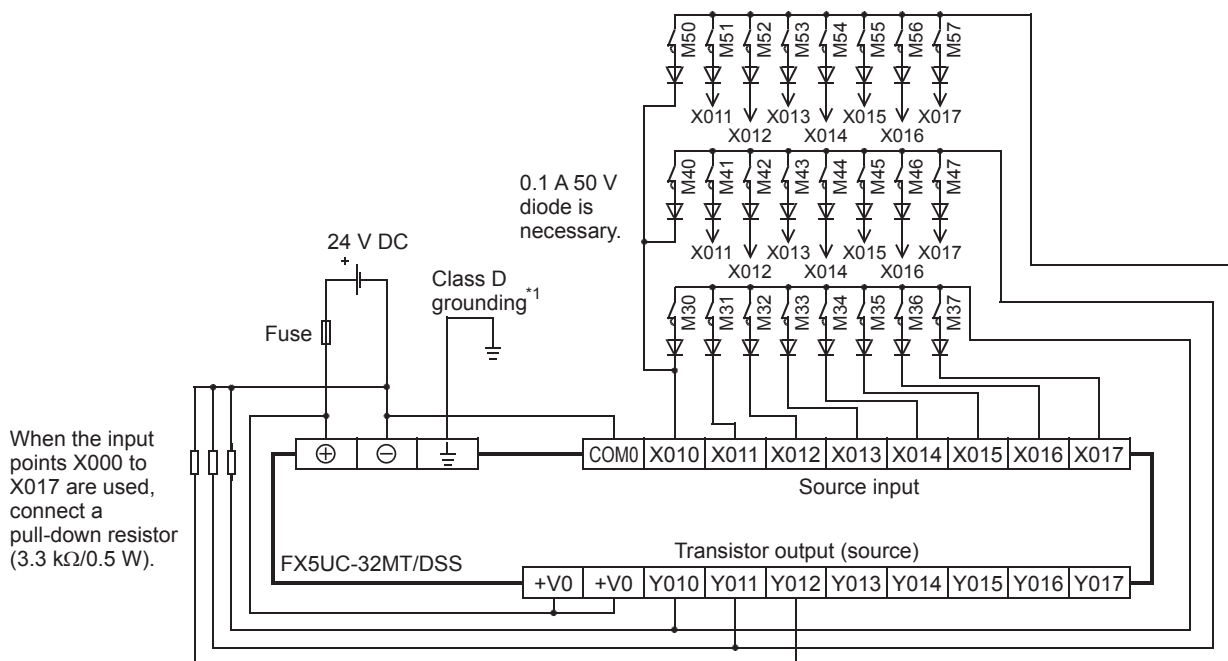 M50 M51 M52 M53 M54 M55 M56 M57
X011 X013 X015 X017
X012 X014 X016
M40 M41 M42 M43 M44 M45 M46 M47
0.1 A 50 V
diode is
necessary.
X011 X013 X015 X017
X012 X014 X016
24 V DC
+
Class D
grounding*1
M30 M31 M32 M33 M34 M35 M36 M37
Fuse
When the input
points X000 to
X017 are used,
connect a
pull-down resistor
(3.3 kΩ/0.5 W).
+ −
COM0 X010 X011 X012 X013 X014 X015 X016 X017
Source input
Transistor output (source)
FX5UC-32MT/DSS
+V0 +V0 Y010 Y011 Y012 Y013 Y014 Y015 Y016 Y017